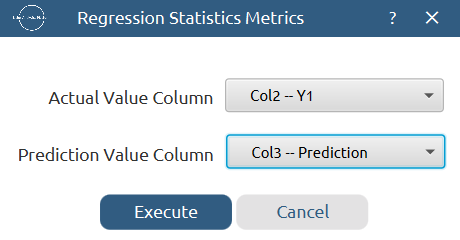 Regression Statistics Metrics ? ×
Actual Value Column Col2 -- Y1
Prediction Value Column Col3 -- Prediction
Execute Cancel